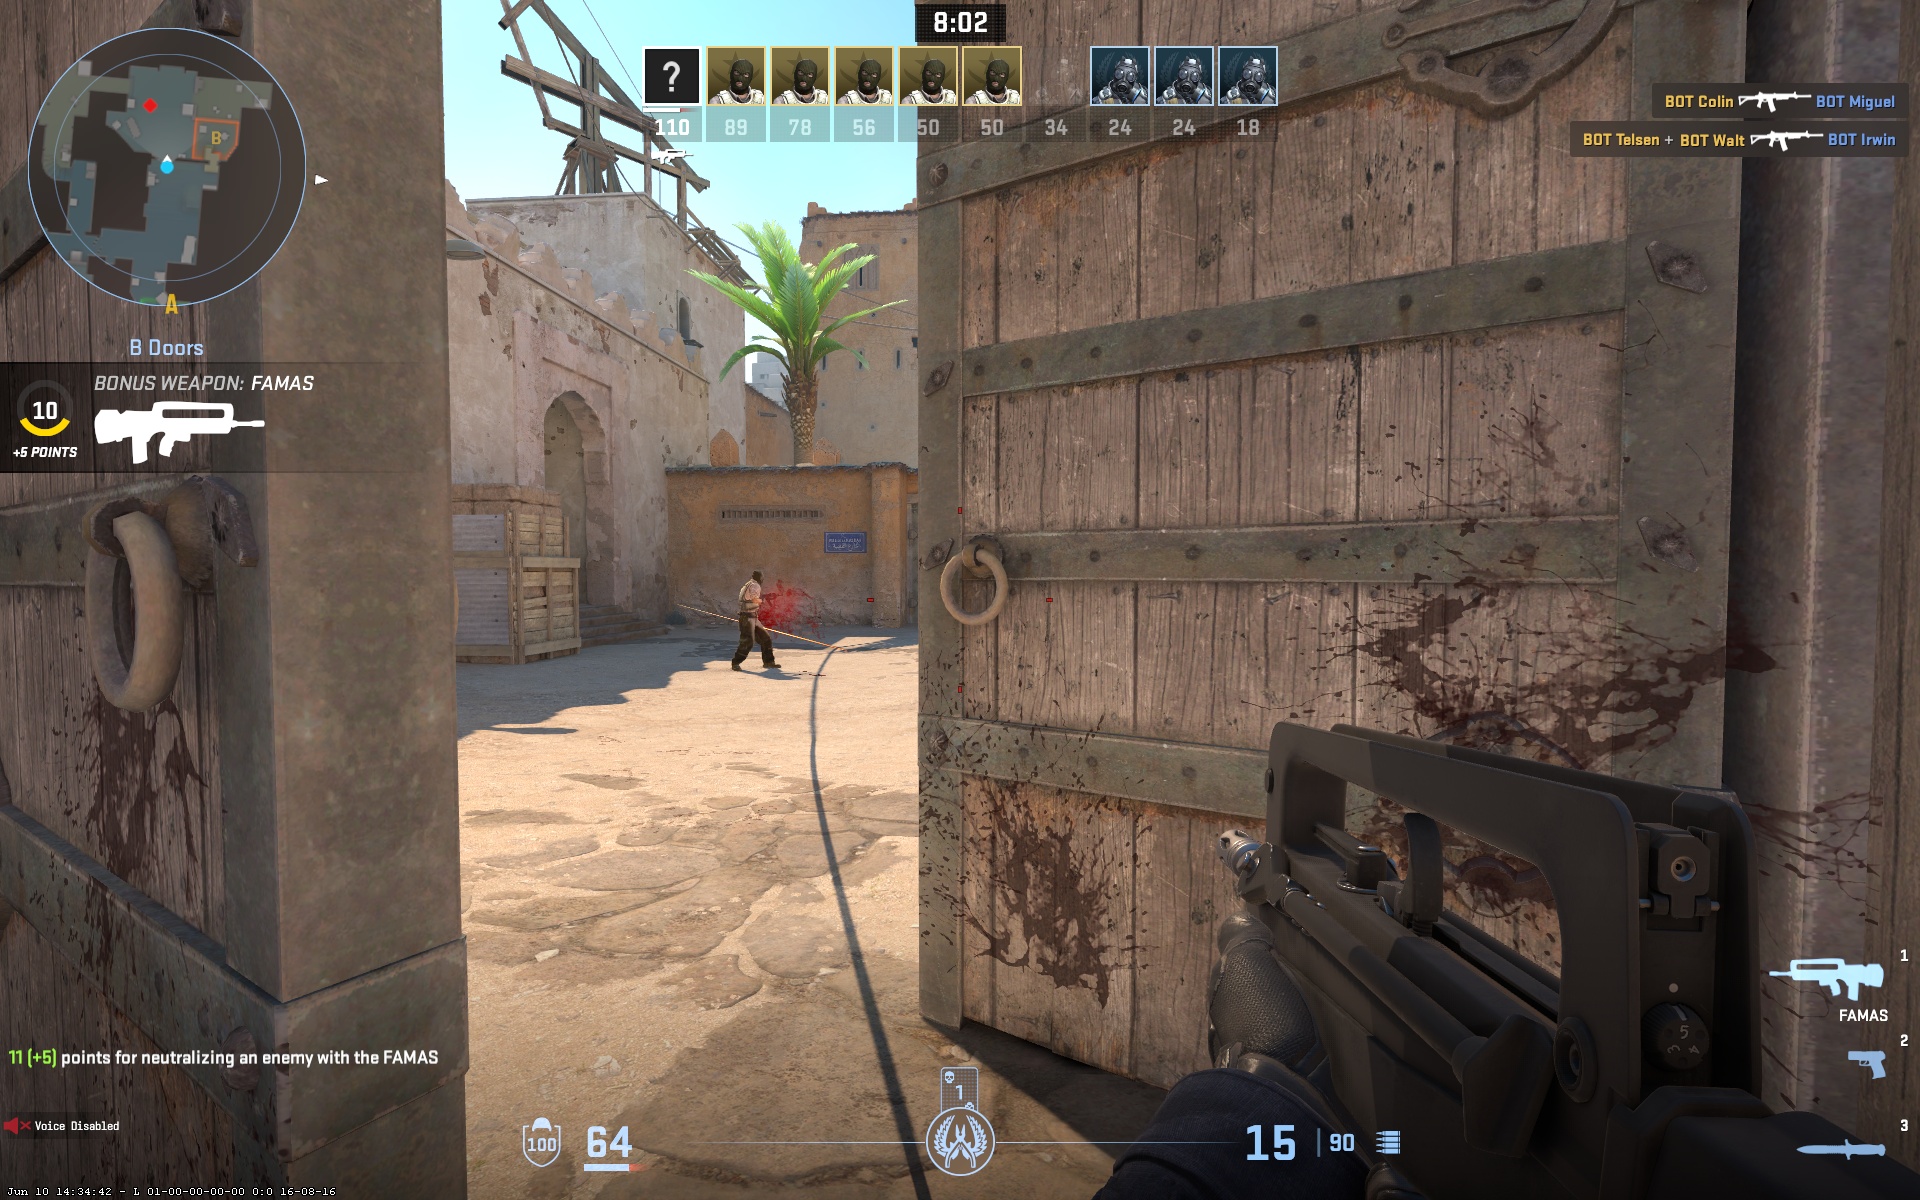 8:02
?
110 89 78 56 50 50 34 24 24 18
BOT Colin BOT Miguel
BOT Telsen + BOT Walt BOT Irwin
B
A
B Doors
BONUS WEAPON: FAMAS
10
+5 POINTS
1
FAMAS
2
3
5
11 (+5) points for neutralizing an enemy with the FAMAS
Voice Disabled
1
100 64
15 | 90
Jun 10 14:34:42 - L 01-00-00-00-00 0:0 16-08-16